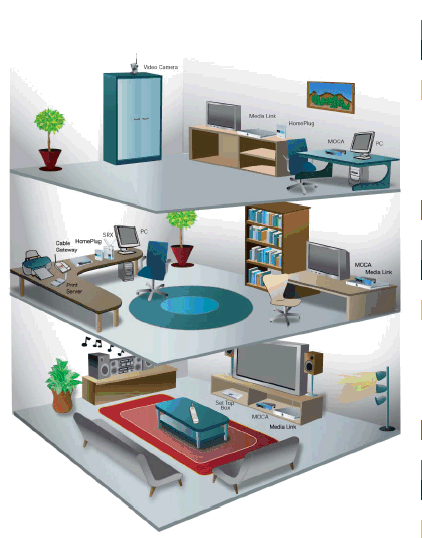 Video Camera
Media Link
HomePlug
MOCA
PC
PC
SRX
HomePlug
Cable
Gateway
Print
Server
MOCA
Media Link
Set Top
Box
MOCA
Media Link